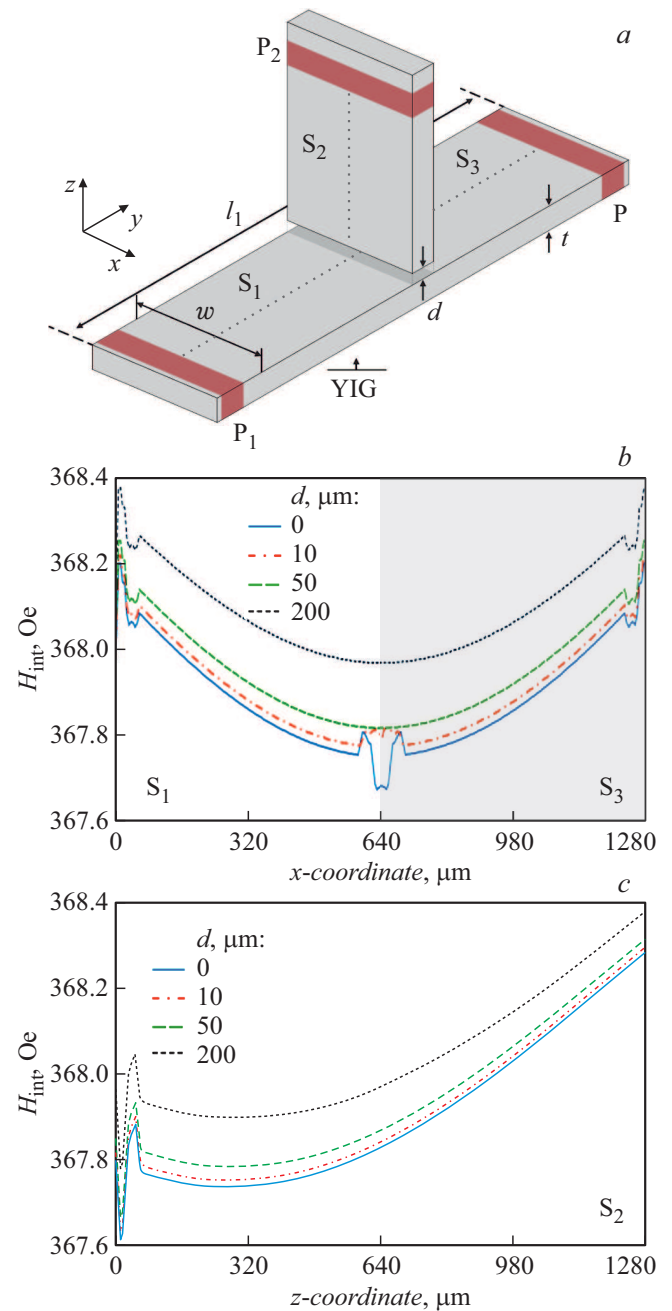 a
P2
S2
S3
z
y
x
l1
P
t
S1
d
w
YIG
P1
b
368.4
d, μm:
0
10
50
200
368.2
Hint, Oe
368.0
367.8
S1
S3
367.6
0 320 640 980 1280
x-coordinate, μm
c
368.4
d, μm:
0
10
50
200
368.2
Hint, Oe
368.0
367.8
S2
367.6
0 320 640 980 1280
z-coordinate, μm